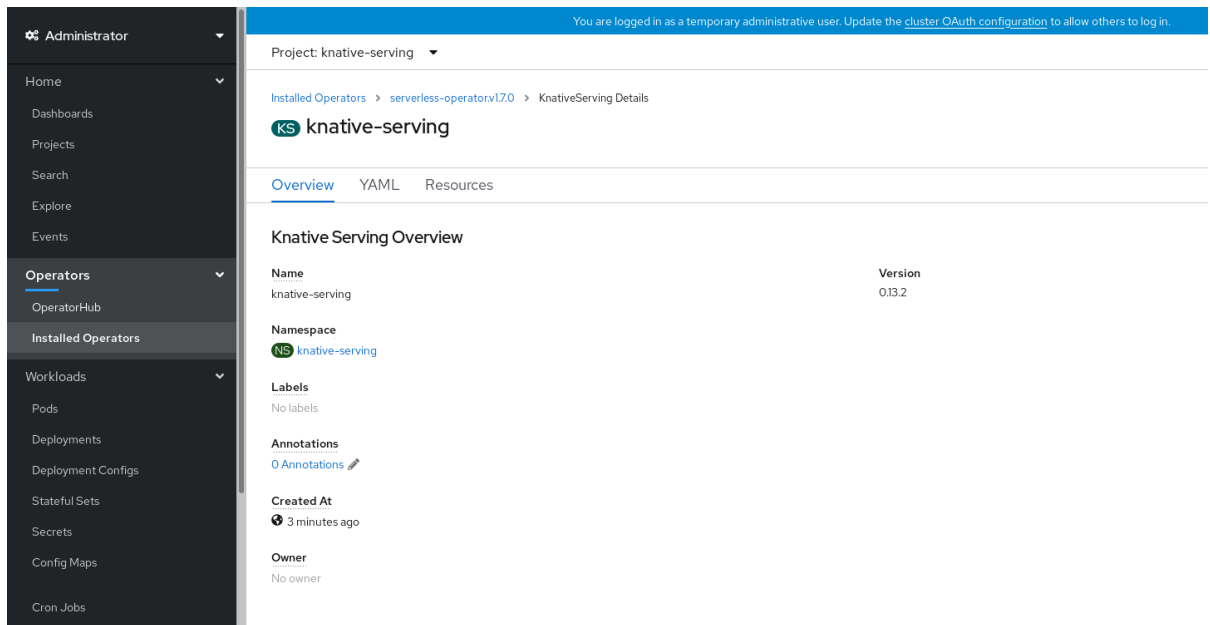 You are logged in as a temporary administrative user. Update the cluster OAuth configuration to allow others to log in.
Administrator
Home
Dashboards
Projects
Search
Explore
Events
Operators
OperatorHub
Installed Operators
Workloads
Pods
Deployments
Deployment Configs
Stateful Sets
Secrets
Config Maps
Cron Jobs
Project: knative-serving
Installed Operators > serverless-operator.v1.7.0 > KnativeServing Details
KS knative-serving
Overview YAML Resources
Knative Serving Overview
Name
knative-serving
Namespace
NS knative-serving
Labels
No labels
Annotations
0 Annotations
Created At
3 minutes ago
Owner
No owner
Version
0.13.2